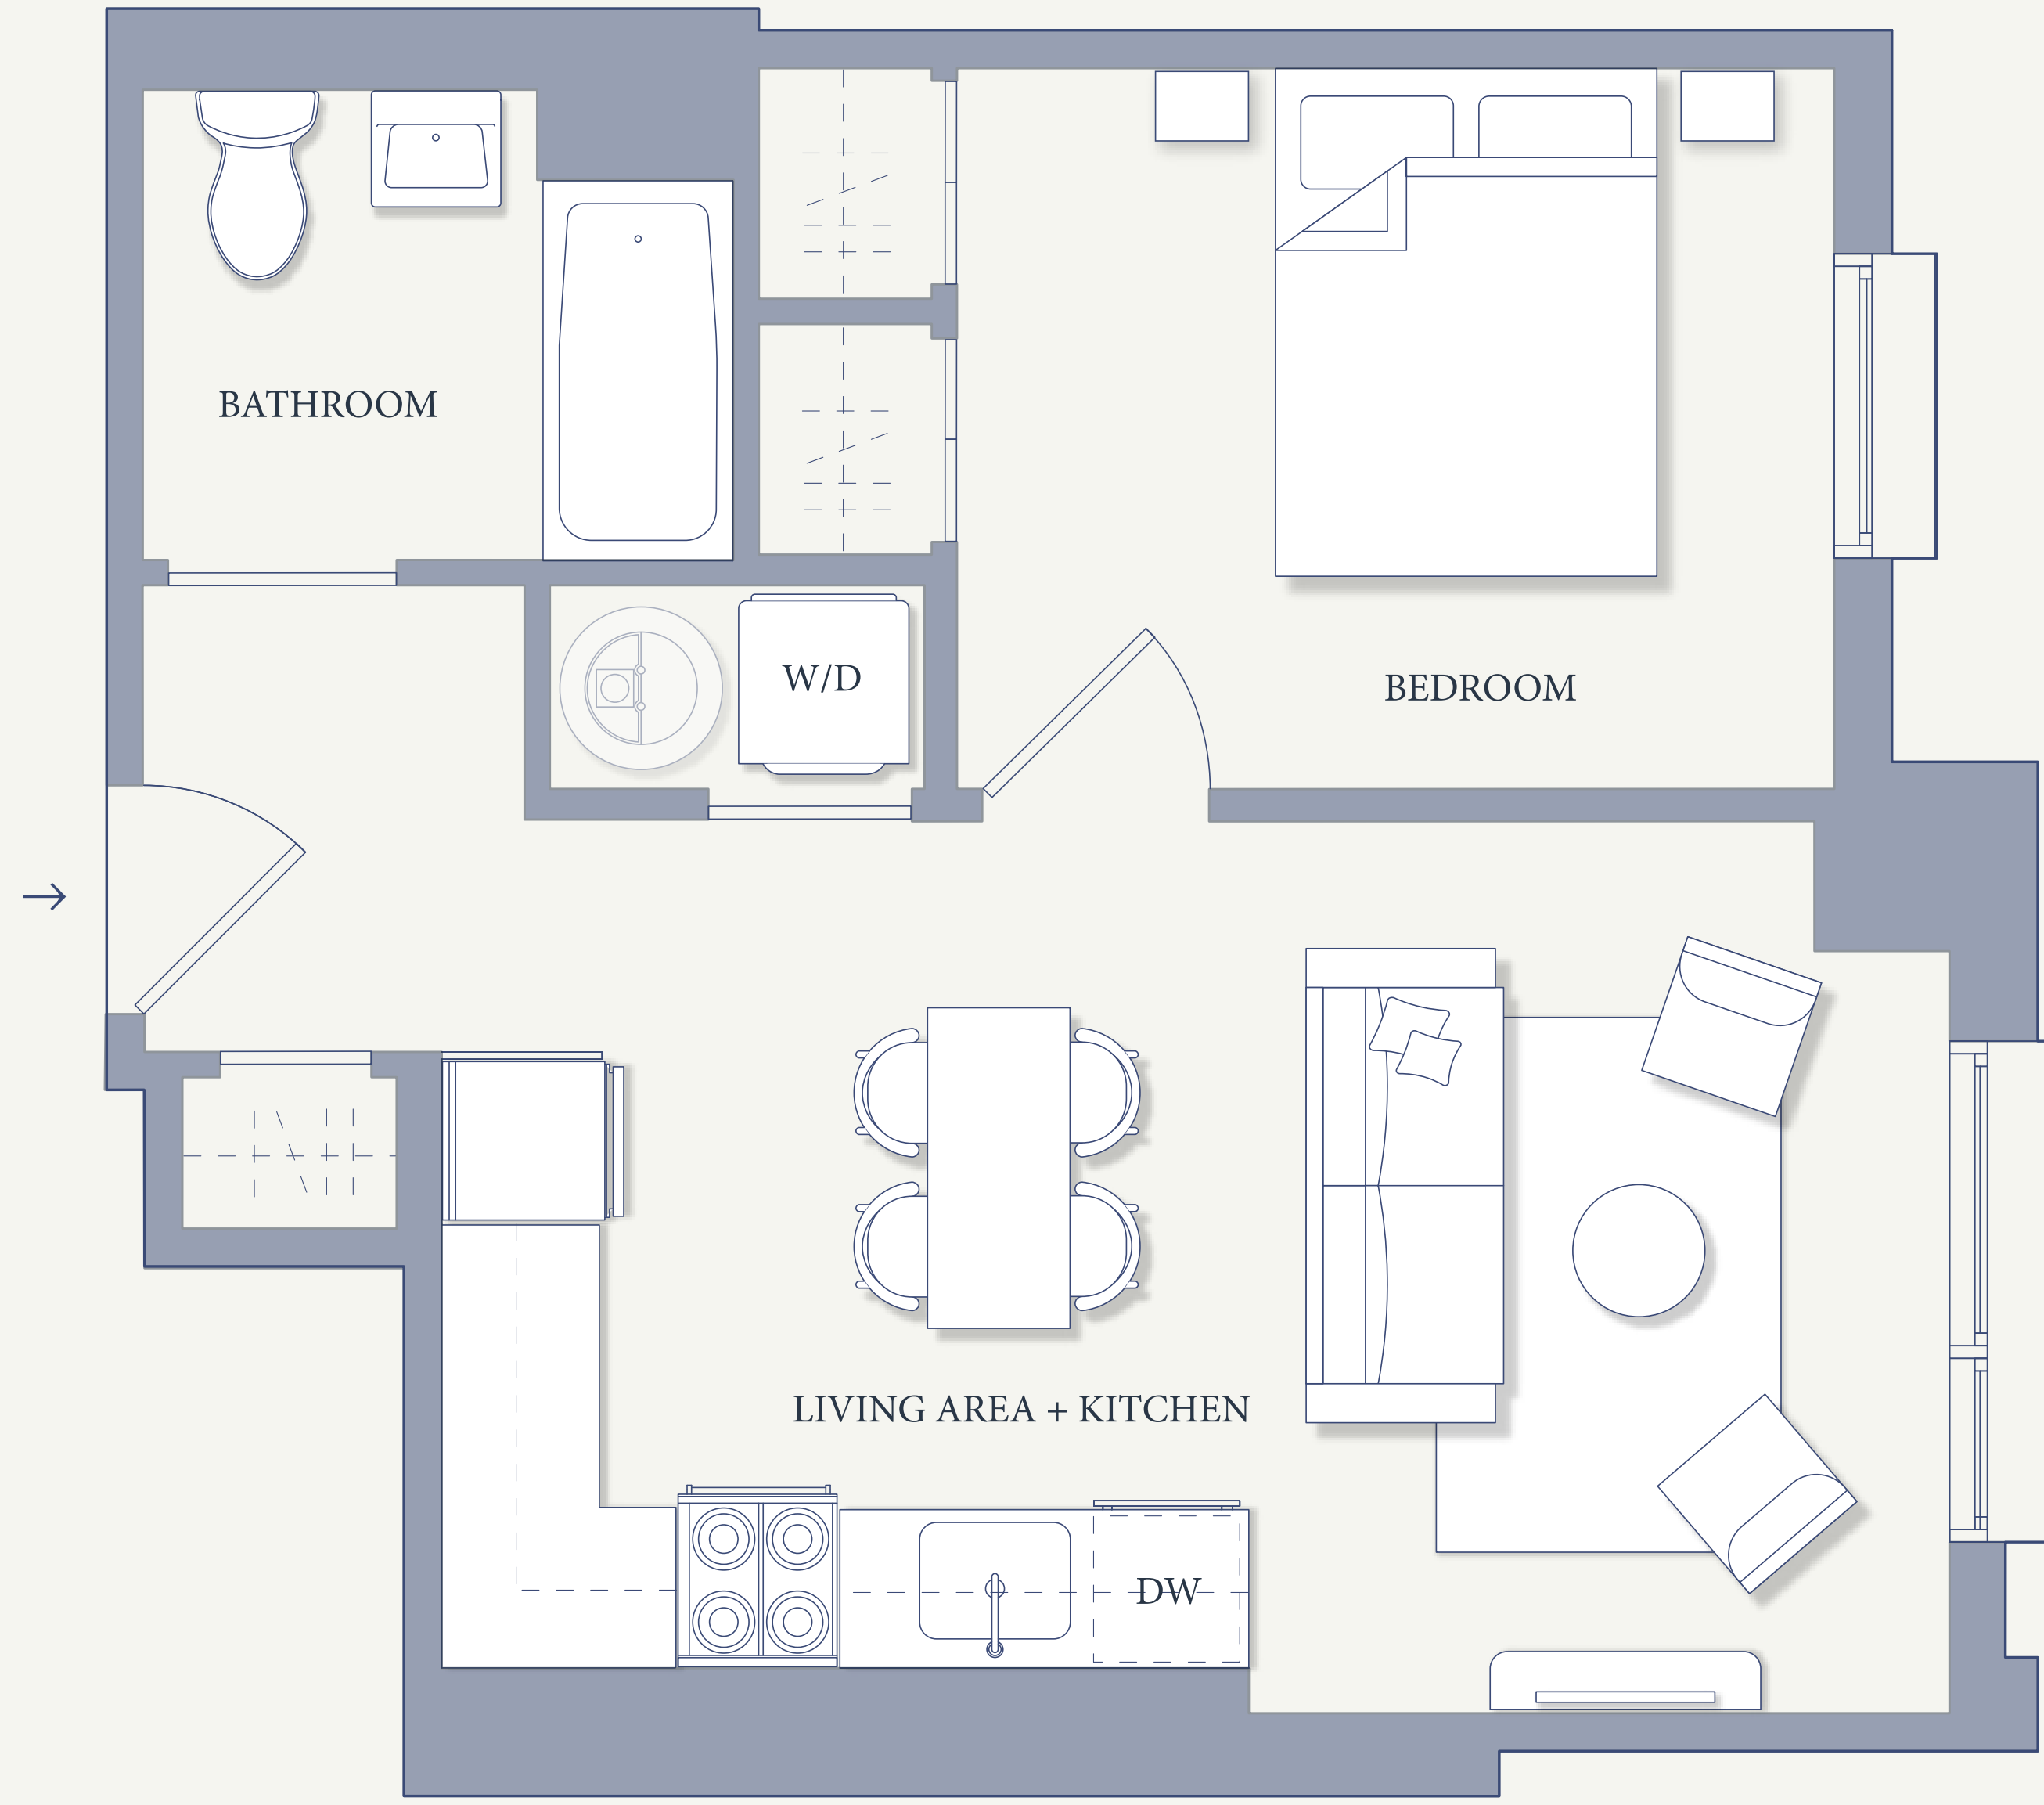 BATHROOM
W/D
BEDROOM
LIVING AREA + KITCHEN
DW